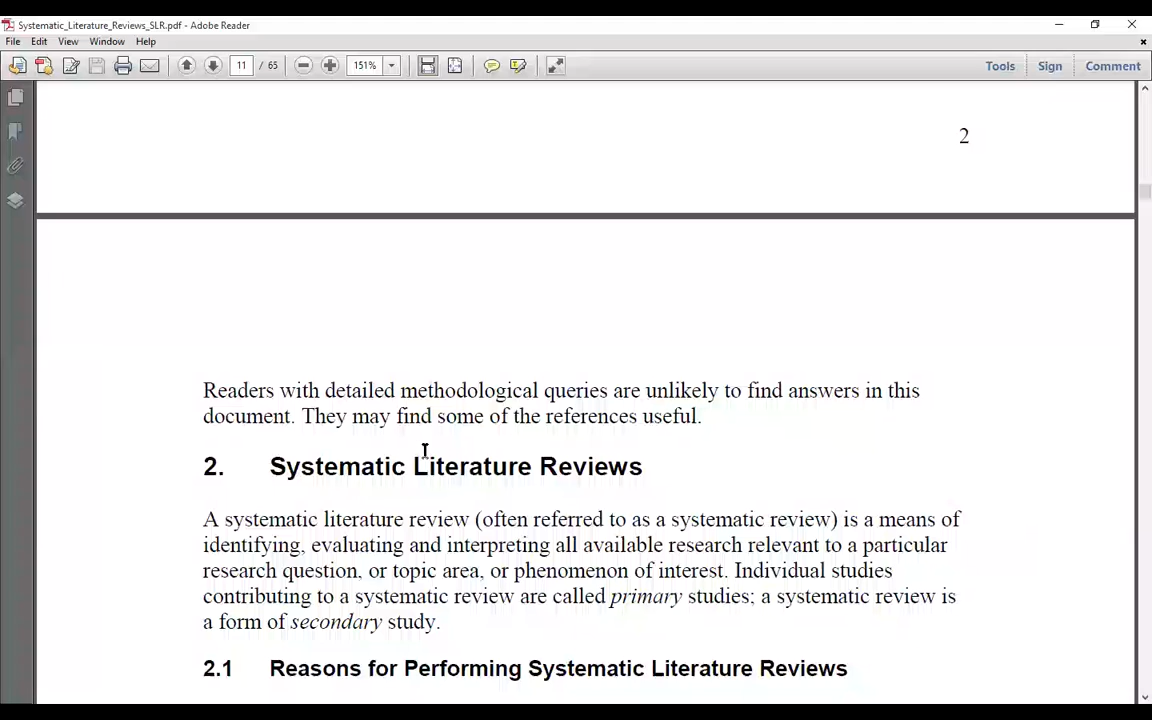 Systematic_Literature_Reviews_SLR.pdf - Adobe Reader
File Edit View Window Help
11 / 65 151% Tools Sign Comment
2
Readers with detailed methodological queries are unlikely to find answers in this
document. They may find some of the references useful.
2. Systematic Literature Reviews
A systematic literature review (often referred to as a systematic review) is a means of
identifying, evaluating and interpreting all available research relevant to a particular
research question, or topic area, or phenomenon of interest. Individual studies
contributing to a systematic review are called primary studies; a systematic review is
a form of secondary study.
2.1 Reasons for Performing Systematic Literature Reviews